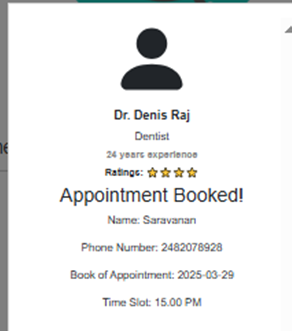 Dr. Denis Raj
Dentist
24 years experience
Ratings: ⭐⭐⭐⭐
Appointment Booked!
Name: Saravanan
Phone Number: 2482078928
Book of Appointment: 2025-03-29
Time Slot: 15.00 PM